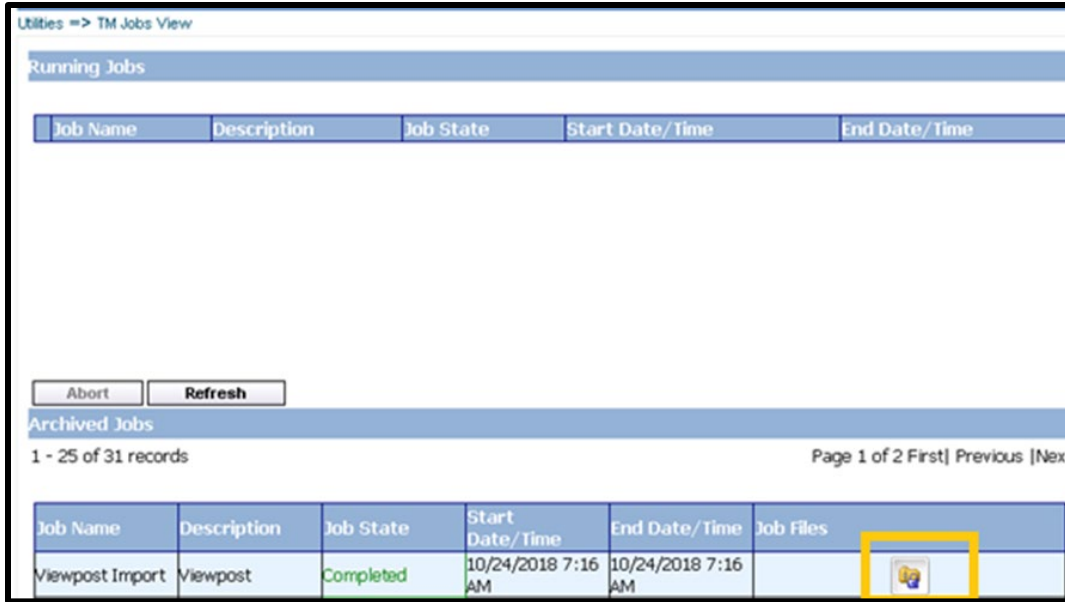 Utilities => TM Jobs View
Running Jobs
Job Name Description Job State Start Date/Time End Date/Time
Abort Refresh
Archived Jobs
1 - 25 of 31 records Page 1 of 2 First| Previous |Nex
Job Name Description Job State Start Date/Time End Date/Time Job Files
Viewpost Import Viewpost Completed 10/24/2018 7:16 AM 10/24/2018 7:16 AM